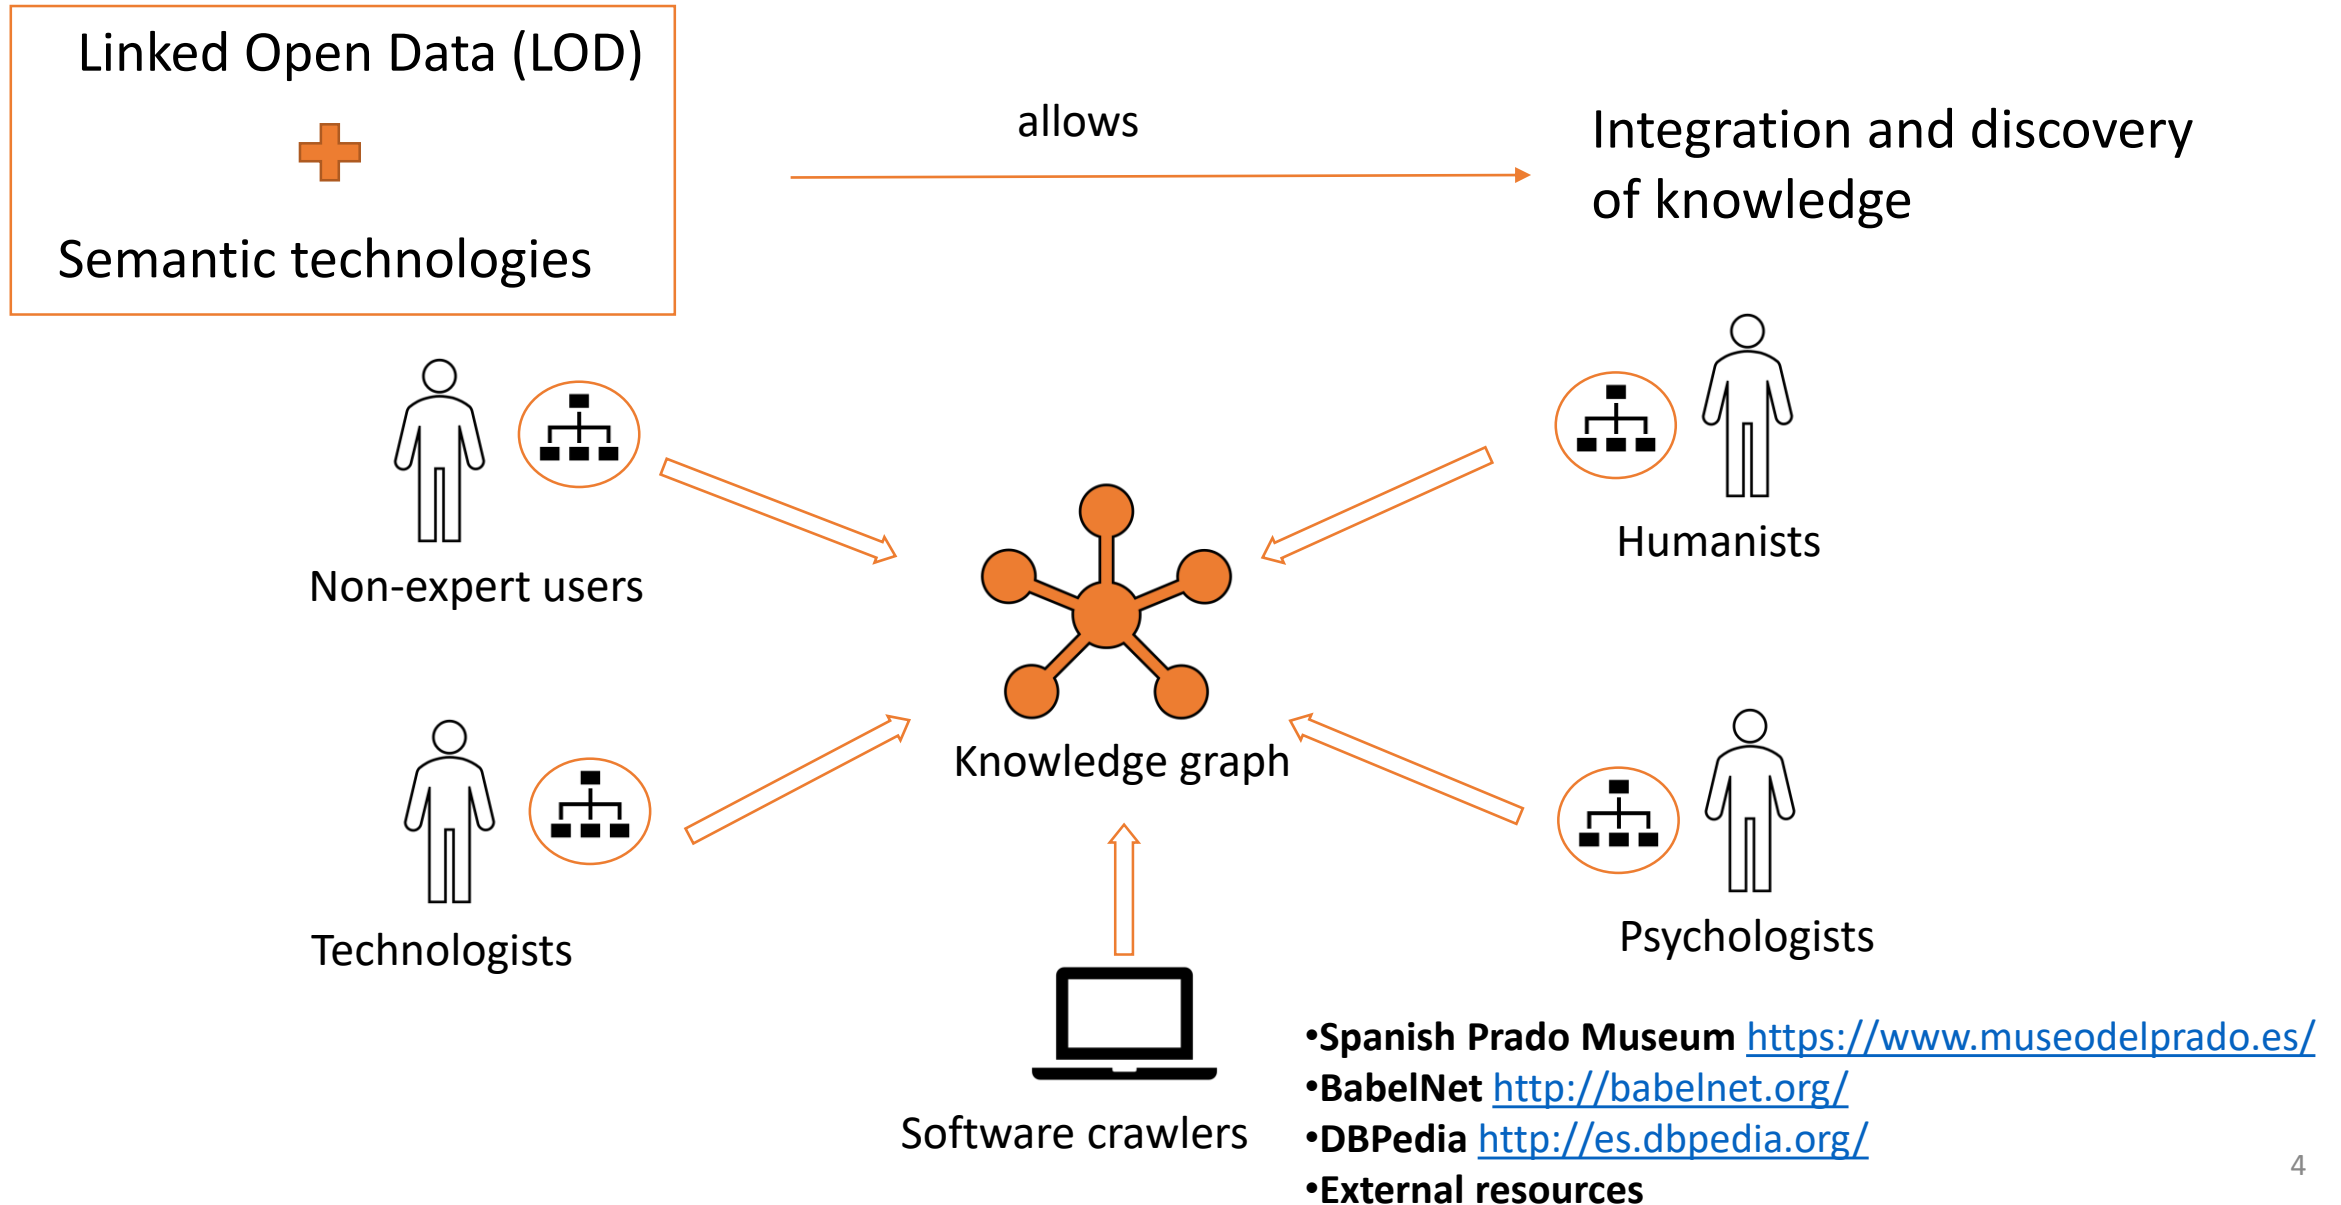 Linked Open Data (LOD)
Semantic technologies
allows
Integration and discovery
of knowledge
Non-expert users
Humanists
Knowledge graph
Technologists
Psychologists
Software crawlers
•Spanish Prado Museum https://www.museodelprado.es/
•BabelNet http://babelnet.org/
•DBPedia http://es.dbpedia.org/
•External resources
4